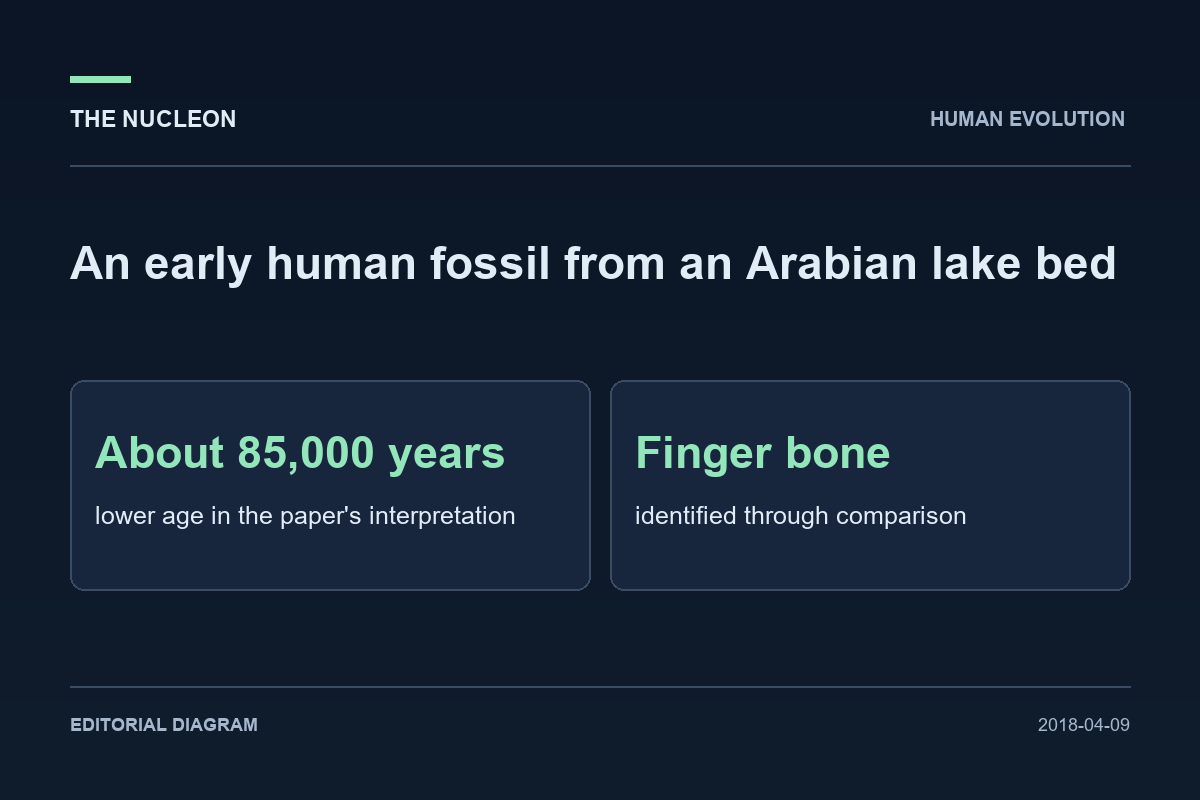 THE NUCLEON
HUMAN EVOLUTION
An early human fossil from an Arabian lake bed
About 85,000 years
lower age in the paper's interpretation
Finger bone
identified through comparison
EDITORIAL DIAGRAM
2018-04-09